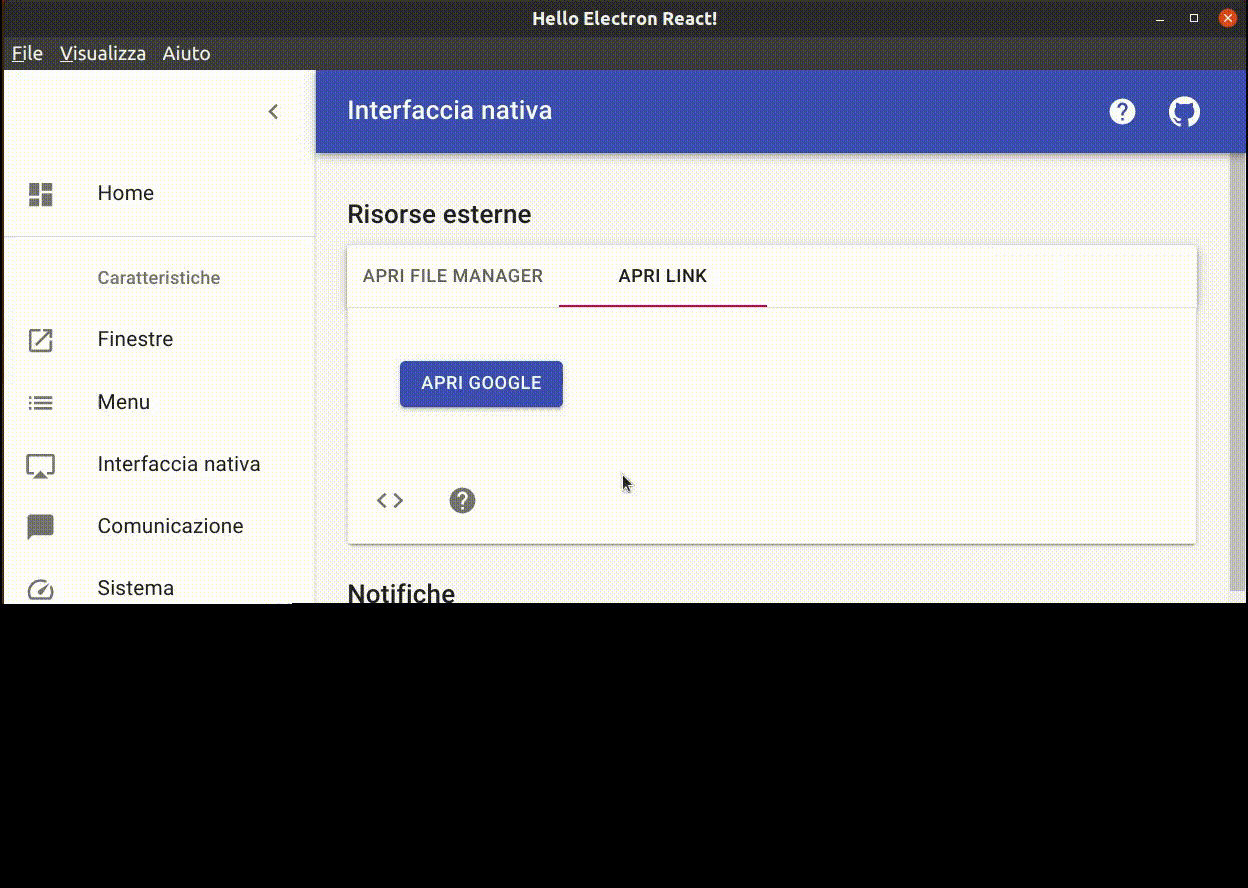 Hello Electron React!
File Visualizza Aiuto
Interfaccia nativa
Home
Caratteristiche
Finestre
Menu
Interfaccia nativa
Comunicazione
Sistema
Risorse esterne
APRI FILE MANAGER APRI LINK
APRI GOOGLE
Notifiche